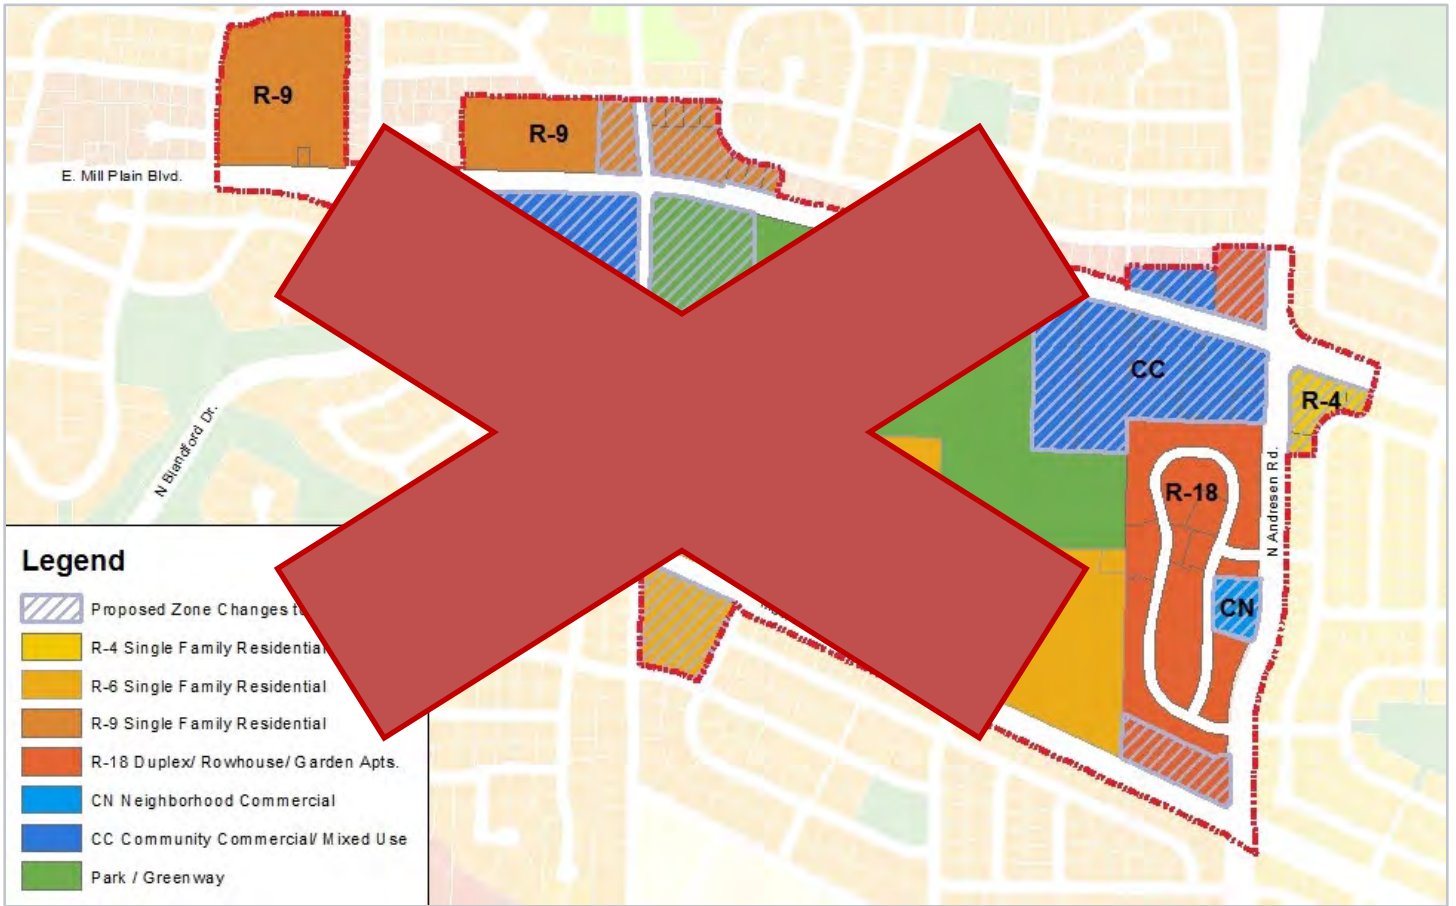 R-9
R-9
E. Mill Plain Blvd.
CC
R-4
N Blandford Dr.
R-18
N Andresen Rd.
CN
Legend
Proposed Zone Changes
R-4 Single Family Residential
R-6 Single Family Residential
R-9 Single Family Residential
R-18 Duplex/ Rowhouse/ Garden Apts.
CN Neighborhood Commercial
CC Community Commercial/ Mixed Use
Park / Greenway